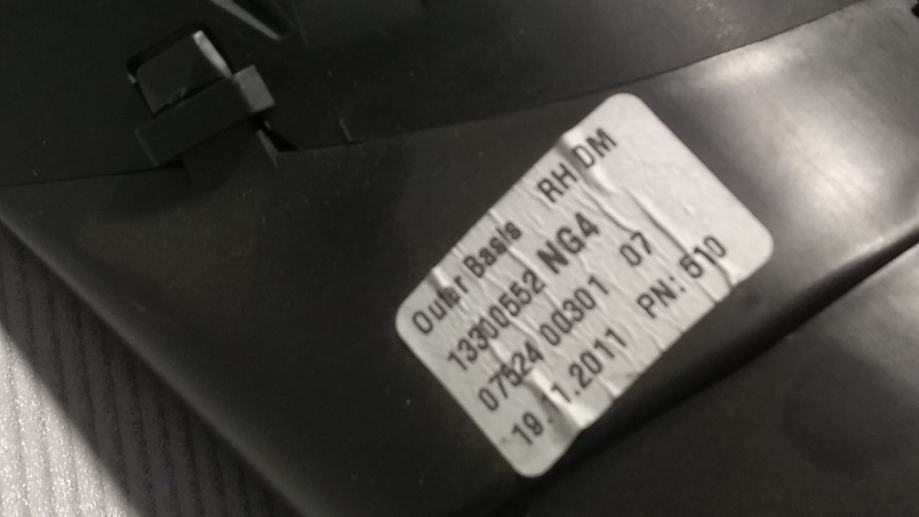 Outer Basis RH DM
13300552 NG4
07524 00301 07
19.11.2011 PN: 510